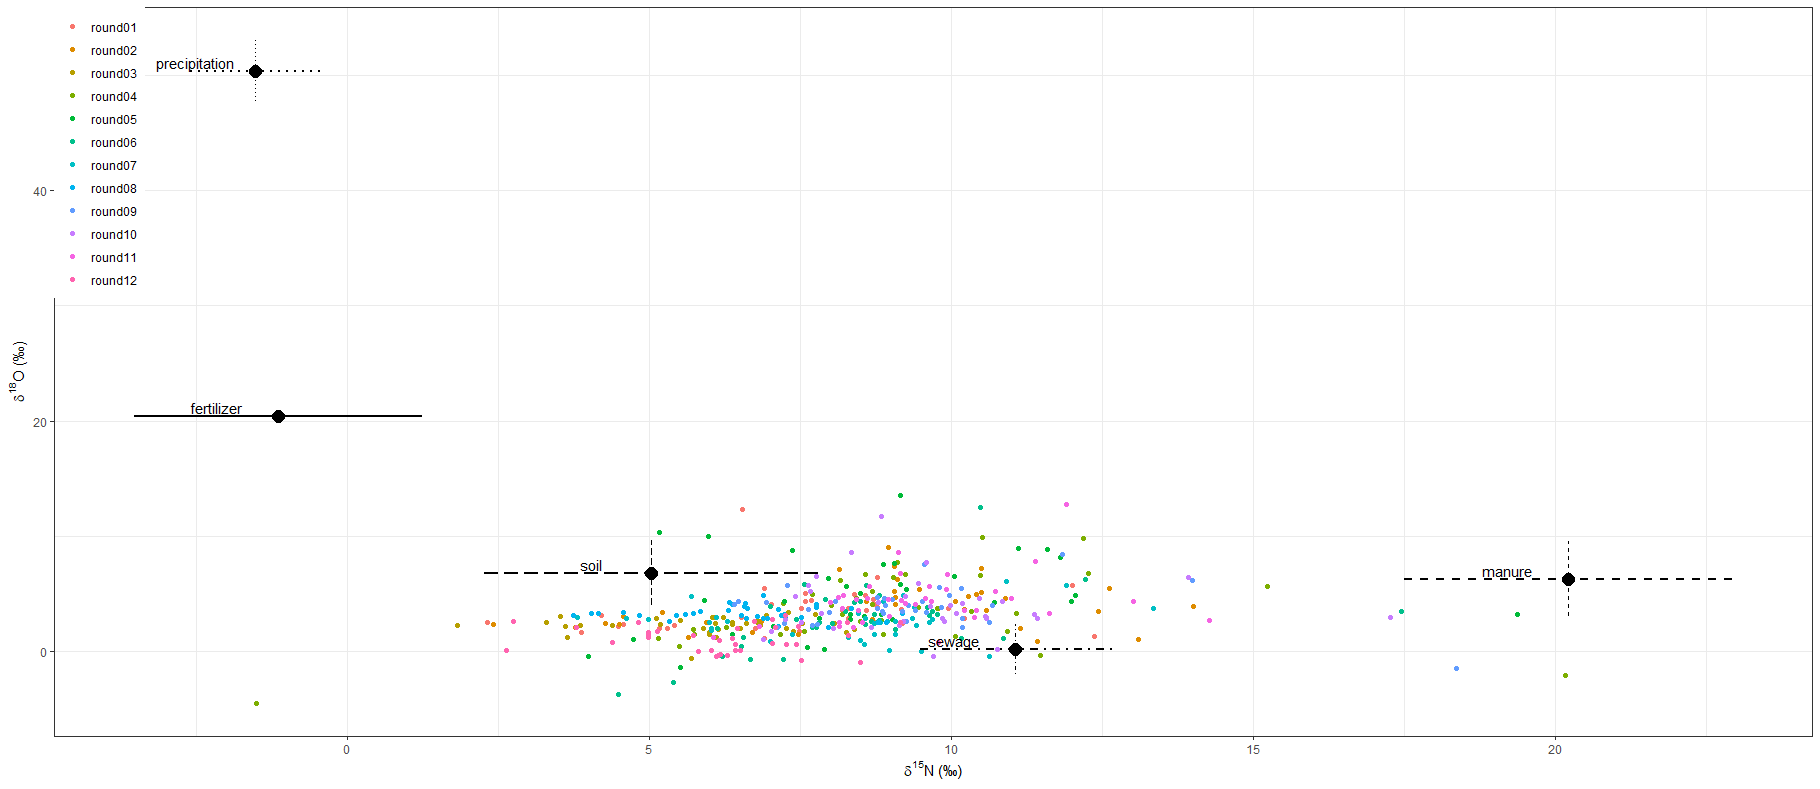 round01
round02
round03
round04
round05
round06
round07
round08
round09
round10
round11
round12
precipitation
fertilizer
soil
sewage
manure
40
20
0
δ¹⁸O (‰)
0 5 10 15 20
δ¹⁵N (‰)